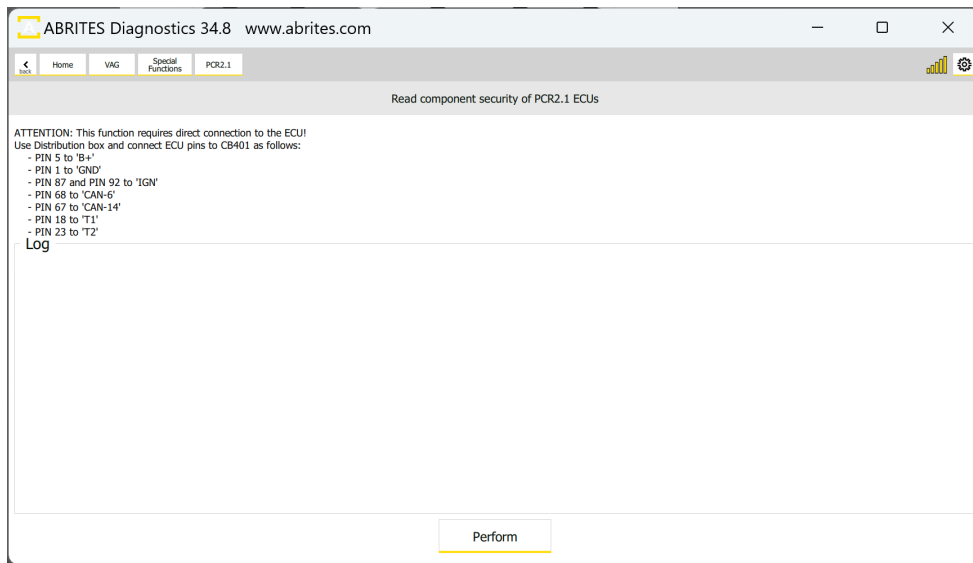 ABRITES Diagnostics 34.8 www.abrites.com
back
Home
VAG
Special
Functions
PCR2.1
Read component security of PCR2.1 ECUs
ATTENTION: This function requires direct connection to the ECU!
Use Distribution box and connect ECU pins to CB401 as follows:
- PIN 5 to 'B+'
- PIN 1 to 'GND'
- PIN 87 and PIN 92 to 'IGN'
- PIN 68 to 'CAN-6'
- PIN 67 to 'CAN-14'
- PIN 18 to 'T1'
- PIN 23 to 'T2'
Log
Perform